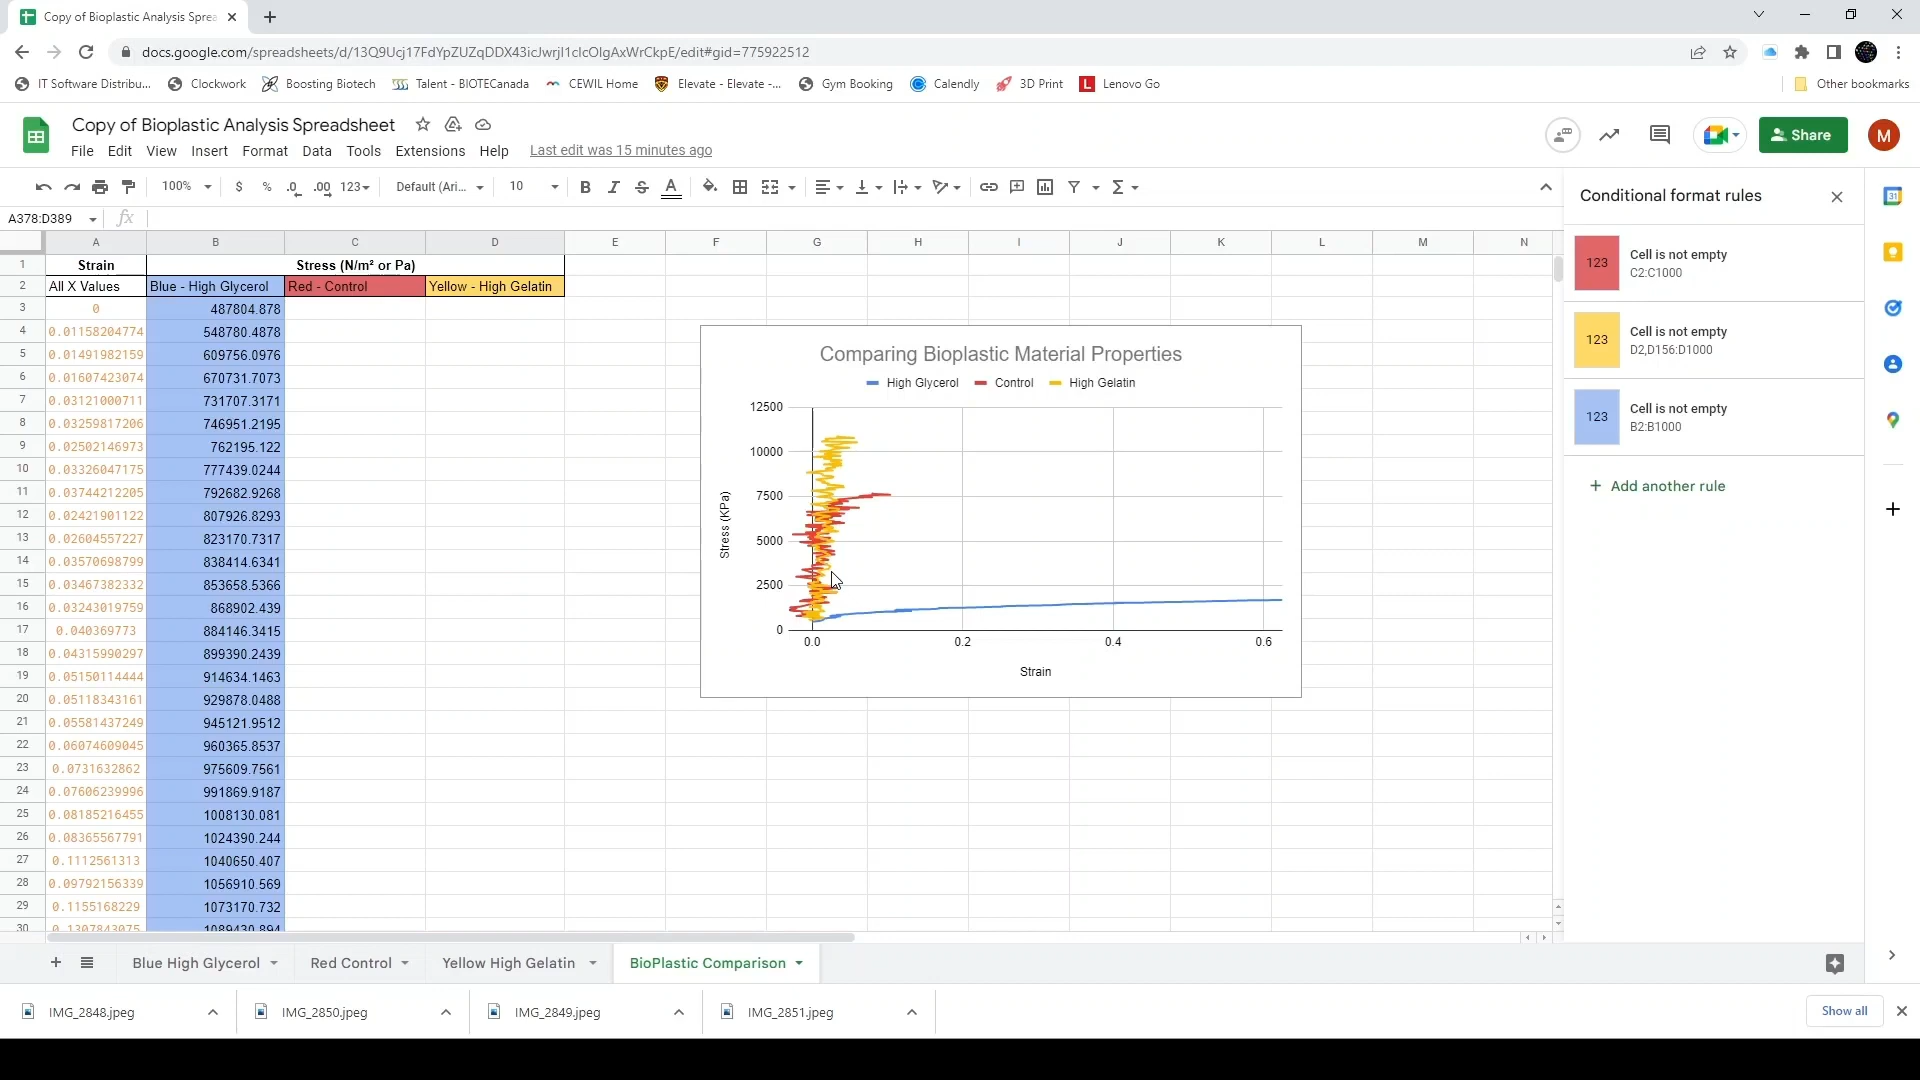 Copy of Bioplastic Analysis Sprea
docs.google.com/spreadsheets/d/13Q9Ucj17FdYpZUZqDDX43icJwrjl1clcOlgAxWrCkpE/edit#gid=775922512
IT Software Distribu... Clockwork Boosting Biotech Talent - BIOTECanada CEWIL Home Elevate - Elevate -... Gym Booking Calendly 3D Print Lenovo Go Other bookmarks
Copy of Bioplastic Analysis Spreadsheet
Share M
File Edit View Insert Format Data Tools Extensions Help Last edit was 15 minutes ago
100% $ % .0 .00 123 Default (Ari... 10 B I S A
A378:D389 fx
A B C D E F G H I J K L M N
1 Strain Stress (N/m² or Pa)
2 All X Values Blue - High Glycerol Red - Control Yellow - High Gelatin
3 0 487804.878
4 0.01158204774 548780.4878
5 0.01491982159 609756.0976
6 0.01607423074 670731.7073
7 0.03121000711 731707.3171
8 0.03259817206 746951.2195
9 0.02502146973 762195.122
10 0.03326047175 777439.0244
11 0.03744212205 792682.9268
12 0.02421901122 807926.8293
13 0.02604557227 823170.7317
14 0.03570698799 838414.6341
15 0.03467382332 853658.5366
16 0.03243019759 868902.439
17 0.040369773 884146.3415
18 0.04315990297 899390.2439
19 0.05150114444 914634.1463
20 0.05118343161 929878.0488
21 0.05581437249 945121.9512
22 0.06074609045 960365.8537
23 0.0731632862 975609.7561
24 0.07606239996 991869.9187
25 0.08185216455 1008130.081
26 0.08365567791 1024390.244
27 0.1112561313 1040650.407
28 0.09792156339 1056910.569
29 0.1155168229 1073170.732
30 0.1307843075 1089430.894
Comparing Bioplastic Material Properties
High Glycerol Control High Gelatin
12500
10000
7500
5000
2500
0
Stress (KPa)
0.0 0.2 0.4 0.6
Strain
Conditional format rules
123 Cell is not empty
C2:C1000
123 Cell is not empty
D2,D156:D1000
123 Cell is not empty
B2:B1000
+ Add another rule
31
Blue High Glycerol Red Control Yellow High Gelatin BioPlastic Comparison
IMG_2848.jpeg IMG_2850.jpeg IMG_2849.jpeg IMG_2851.jpeg Show all